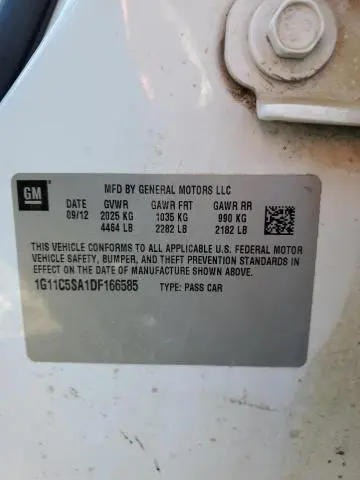 GM
MFD BY GENERAL MOTORS LLC
DATE GVWR GAWR FRT GAWR RR
09/12 2025 KG 1035 KG 990 KG
4464 LB 2282 LB 2182 LB
THIS VEHICLE CONFORMS TO ALL APPLICABLE U.S. FEDERAL MOTOR
VEHICLE SAFETY, BUMPER, AND THEFT PREVENTION STANDARDS IN
EFFECT ON THE DATE OF MANUFACTURE SHOWN ABOVE.
1G11C5SA1DF166585 TYPE: PASS CAR